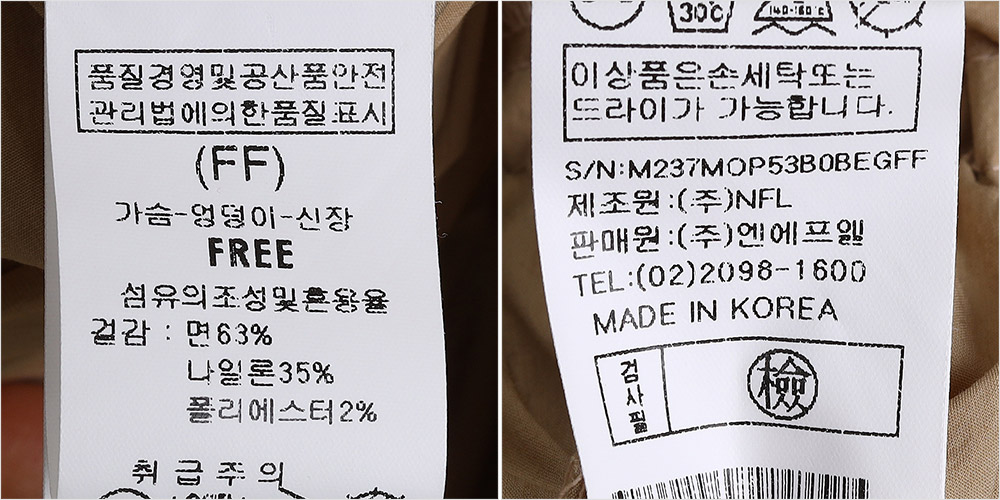 품질경영및공산품안전
관리법에의한품질표시
(FF)
가슴-엉덩이-신장
FREE
섬유의조성및혼용율
겉감 : 면63%
나일론35%
폴리에스터2%
취급주의
30℃
140-160℃
이상품은손세탁또는
드라이가 가능합니다.
S/N:M237MOP53B0BEGFF
제조원:(주)NFL
판매원:(주)엔에프엘
TEL:(02)2098-1600
MADE IN KOREA
검사필
檢